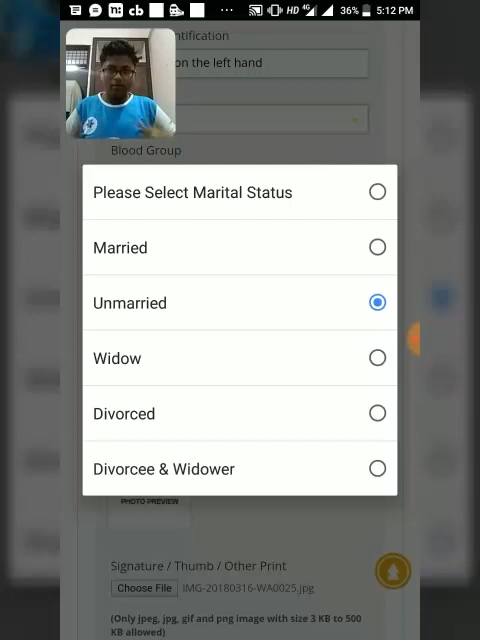 HD 4G 36% 5:12 PM
ntification
on the left hand
Blood Group
Please Select Marital Status
Married
Unmarried
Widow
Divorced
Divorcee & Widower
PHOTO PREVIEW
Signature / Thumb / Other Print
Choose File IMG-20180316-WA0025.jpg
(Only jpeg, jpg, gif and png image with size 3 KB to 500
KB allowed)